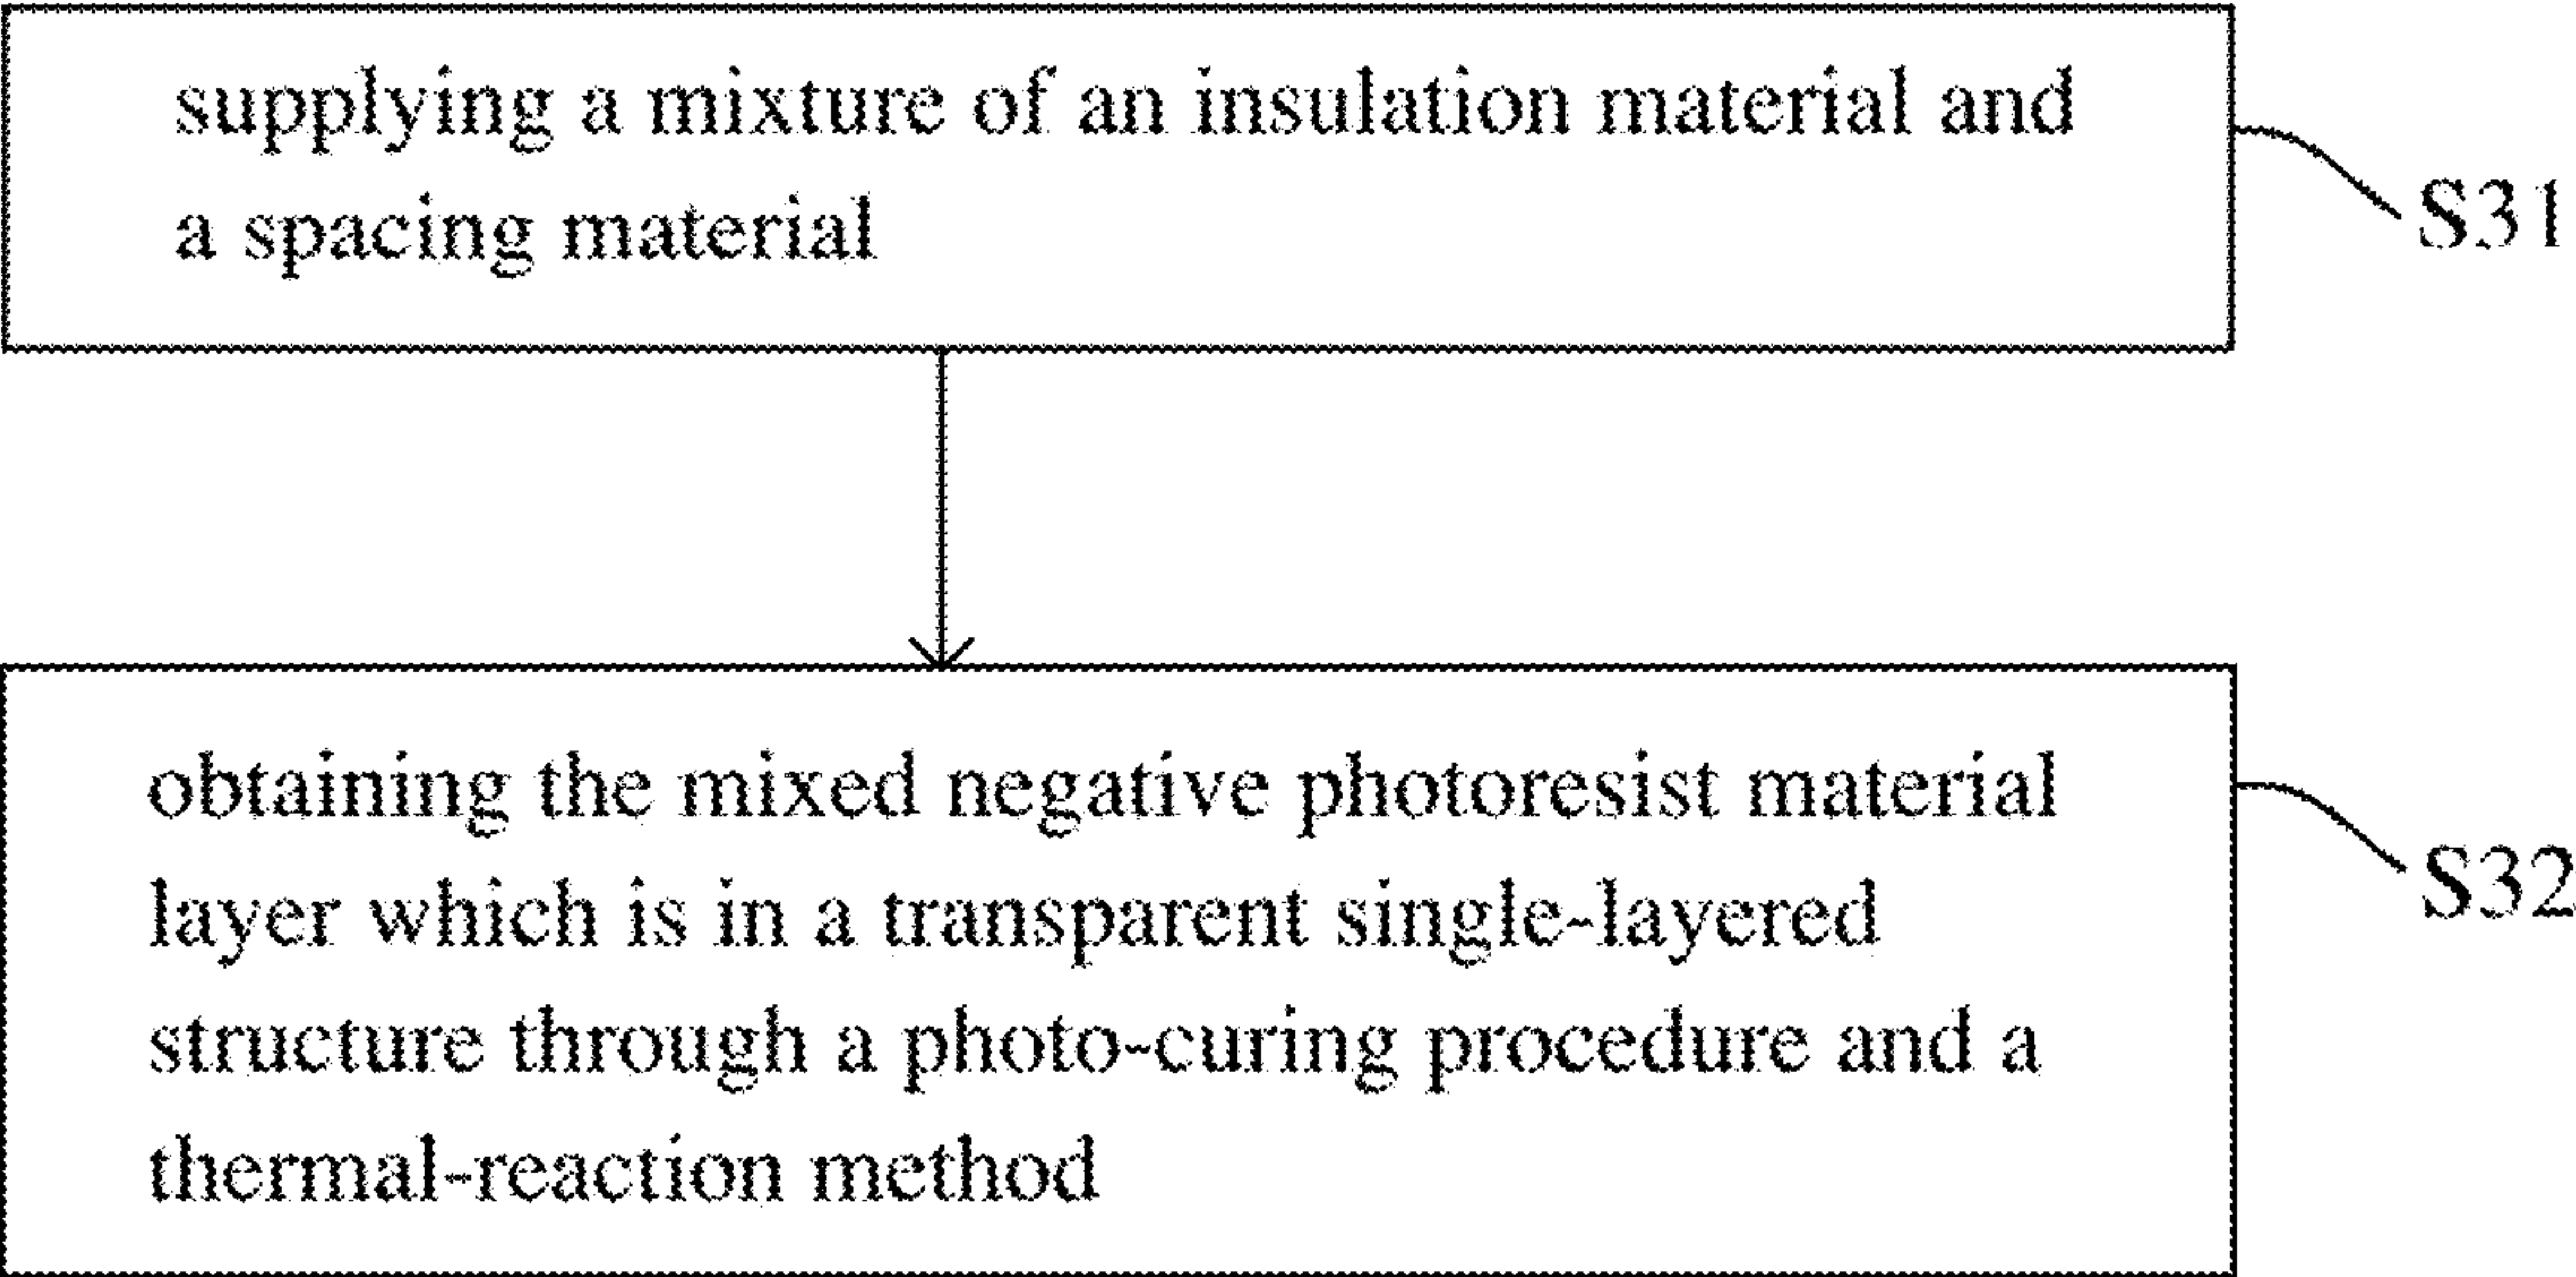 supplying a mixture of an insulation material and
a spacing material
S31
obtaining the mixed negative photoresist material
layer which is in a transparent single-layered
structure through a photo-curing procedure and a
thermal-reaction method
S32